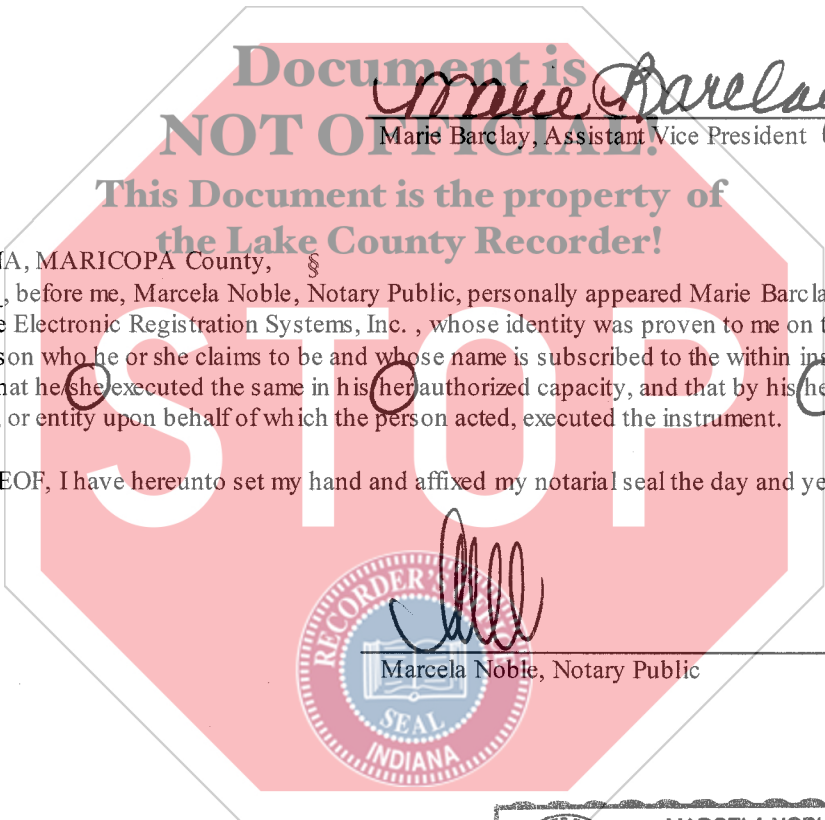 Document is
NOT OFFICIAL!
This Document is the property of
the Lake County Recorder!
Marie Barclay
Marie Barclay, Assistant Vice President
NA, MARICOPA County, §
, before me, Marcela Noble, Notary Public, personally appeared Marie Barcla
e Electronic Registration Systems, Inc. , whose identity was proven to me on t
son who he or she claims to be and whose name is subscribed to the within ins
hat he/she executed the same in his/her authorized capacity, and that by his/he
, or entity upon behalf of which the person acted, executed the instrument.
EOF, I have hereunto set my hand and affixed my notarial seal the day and ye
STOP
RECORDER'S
SEAL
INDIANA
Marcela Noble, Notary Public